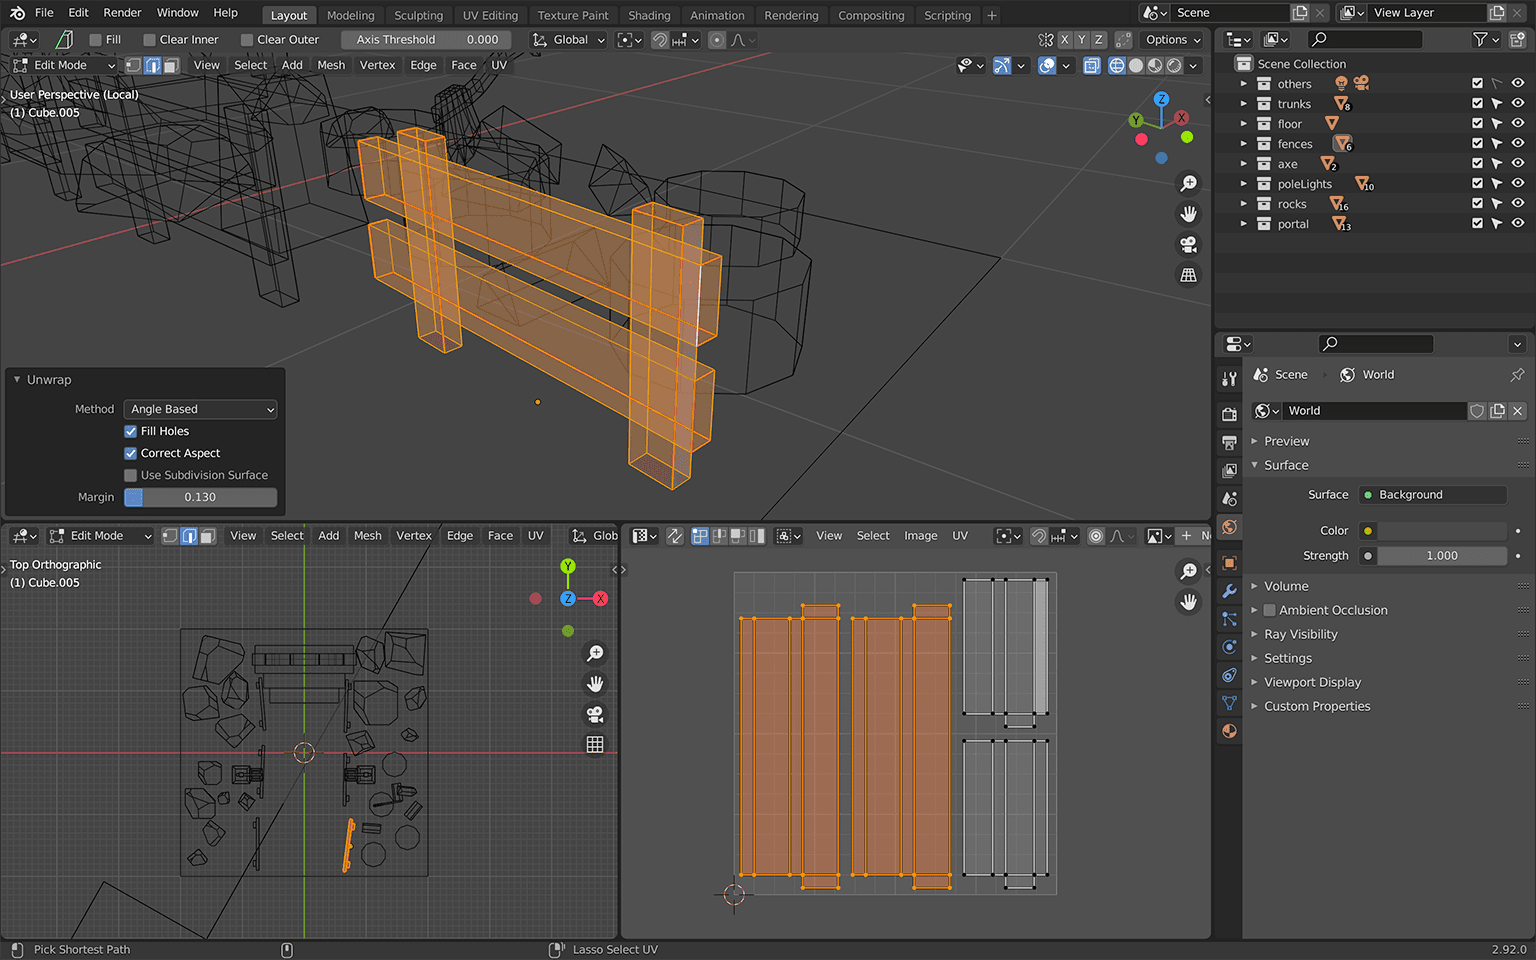 File Edit Render Window Help Layout Modeling Sculpting UV Editing Texture Paint Shading Animation Rendering Compositing Scripting + Scene View Layer
Fill Clear Inner Clear Outer Axis Threshold 0.000 Global X Y Z Options
Edit Mode View Select Add Mesh Vertex Edge Face UV
User Perspective (Local)
(1) Cube.005
Z
Y
X
Scene Collection
others
trunks 8
floor
fences 6
axe 2
poleLights 10
rocks 16
portal 13
Unwrap
Method Angle Based
Fill Holes
Correct Aspect
Use Subdivision Surface
Margin 0.130
Scene World
World
Preview
Surface
Surface Background
Color
Strength 1.000
Volume
Ambient Occlusion
Ray Visibility
Settings
Viewport Display
Custom Properties
Edit Mode View Select Add Mesh Vertex Edge Face UV Glob
Top Orthographic
(1) Cube.005
Y
Z
X
View Select Image UV + N
Pick Shortest Path Lasso Select UV 2.92.0